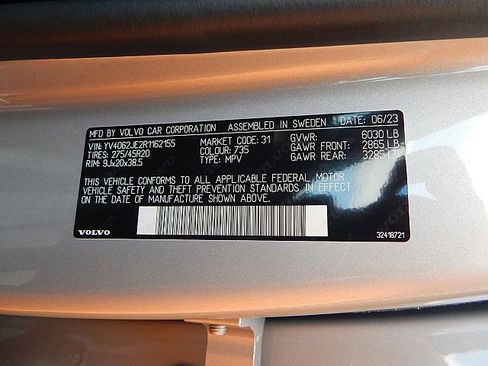 MFD. BY VOLVO CAR CORPORATION ASSEMBLED IN SWEDEN DATE: 06/23
VIN: YV4062JE2R1162155 MARKET CODE: 31 GVWR: 6030 LB
TIRES: 275/45R20 COLOUR: 735 GAWR FRONT: 2865 LB
RIM: 9Jx20x38.5 TYPE: MPV GAWR REAR: 3285 LB
THIS VEHICLE CONFORMS TO ALL APPLICABLE FEDERAL MOTOR
VEHICLE SAFETY AND THEFT PREVENTION STANDARDS IN EFFECT
ON THE DATE OF MANUFACTURE SHOWN ABOVE.
VOLVO 32418721